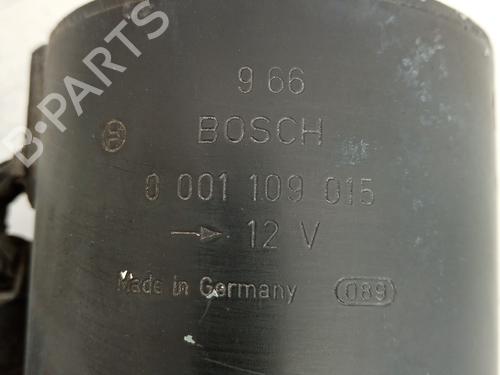 9 66
BOSCH
0 001 109 015
→ 12 V
Made in Germany 089
B-PARTS